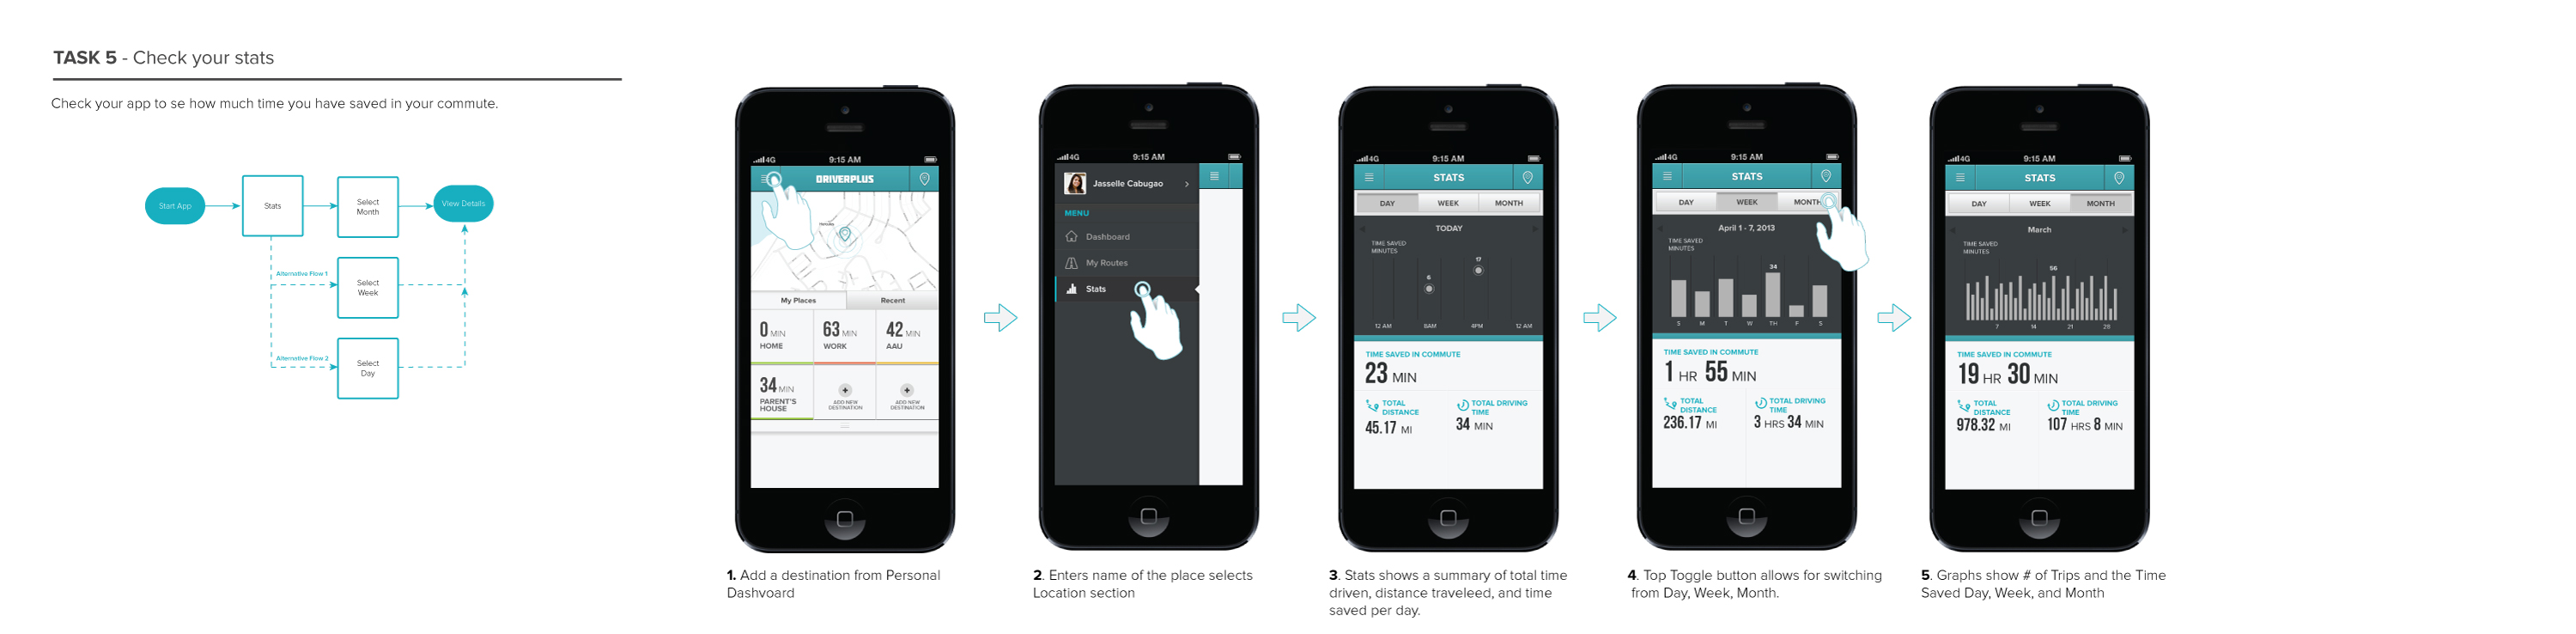 TASK 5 - Check your stats
Check your app to se how much time you have saved in your commute.
Start App
Stats
Select
Month
View Details
Alternative Flow 1
Select
Week
Alternative Flow 2
Select
Day
4G
9:15 AM
DRIVERPLUS
My Places
Recent
0 MIN
HOME
63 MIN
WORK
42 MIN
AAU
34 MIN
PARENT'S
HOUSE
ADD NEW
DESTINATION
ADD NEW
DESTINATION
1. Add a destination from Personal
Dashvoard
4G
9:15 AM
Jasselle Cabugao
MENU
Dashboard
My Routes
Stats
2. Enters name of the place selects
Location section
4G
9:15 AM
STATS
DAY
WEEK
MONTH
TODAY
TIME SAVED
MINUTES
6
17
12 AM
8AM
4PM
12 AM
TIME SAVED IN COMMUTE
23 MIN
TOTAL
DISTANCE
45.17 MI
TOTAL DRIVING
TIME
34 MIN
3. Stats shows a summary of total time
driven, distance traveleed, and time
saved per day.
4G
9:15 AM
STATS
DAY
WEEK
MONTH
April 1 - 7, 2013
TIME SAVED
MINUTES
34
S M T W TH F S
TIME SAVED IN COMMUTE
1 HR 55 MIN
TOTAL
DISTANCE
236.17 MI
TOTAL DRIVING
TIME
3 HRS 34 MIN
4. Top Toggle button allows for switching
from Day, Week, Month.
4G
9:15 AM
STATS
DAY
WEEK
MONTH
March
TIME SAVED
MINUTES
56
7 14 21 28
TIME SAVED IN COMMUTE
19 HR 30 MIN
TOTAL
DISTANCE
978.32 MI
TOTAL DRIVING
TIME
107 HRS 8 MIN
5. Graphs show # of Trips and the Time
Saved Day, Week, and Month